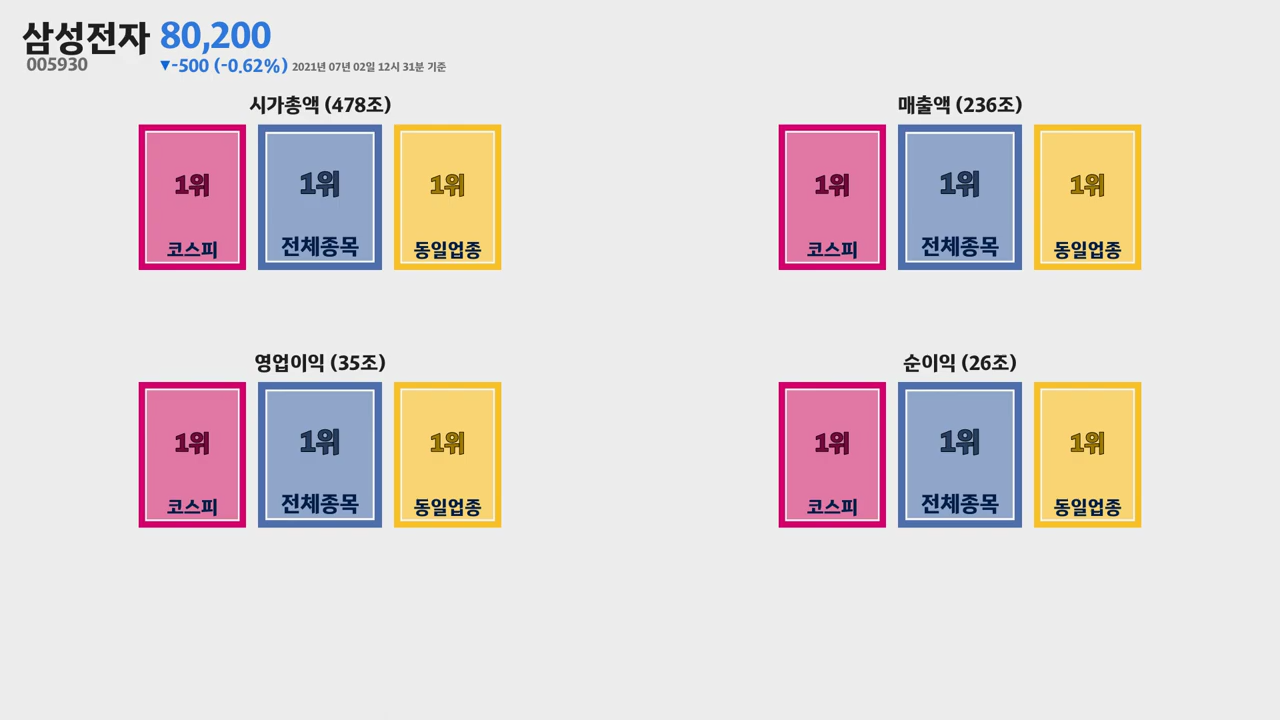 삼성전자 80,200
005930 ▼-500 (-0.62%) 2021년 07년 02일 12시 31분 기준
시가총액 (478조)
1위 1위 1위
코스피 전체종목 동일업종
매출액 (236조)
1위 1위 1위
코스피 전체종목 동일업종
영업이익 (35조)
1위 1위 1위
코스피 전체종목 동일업종
순이익 (26조)
1위 1위 1위
코스피 전체종목 동일업종